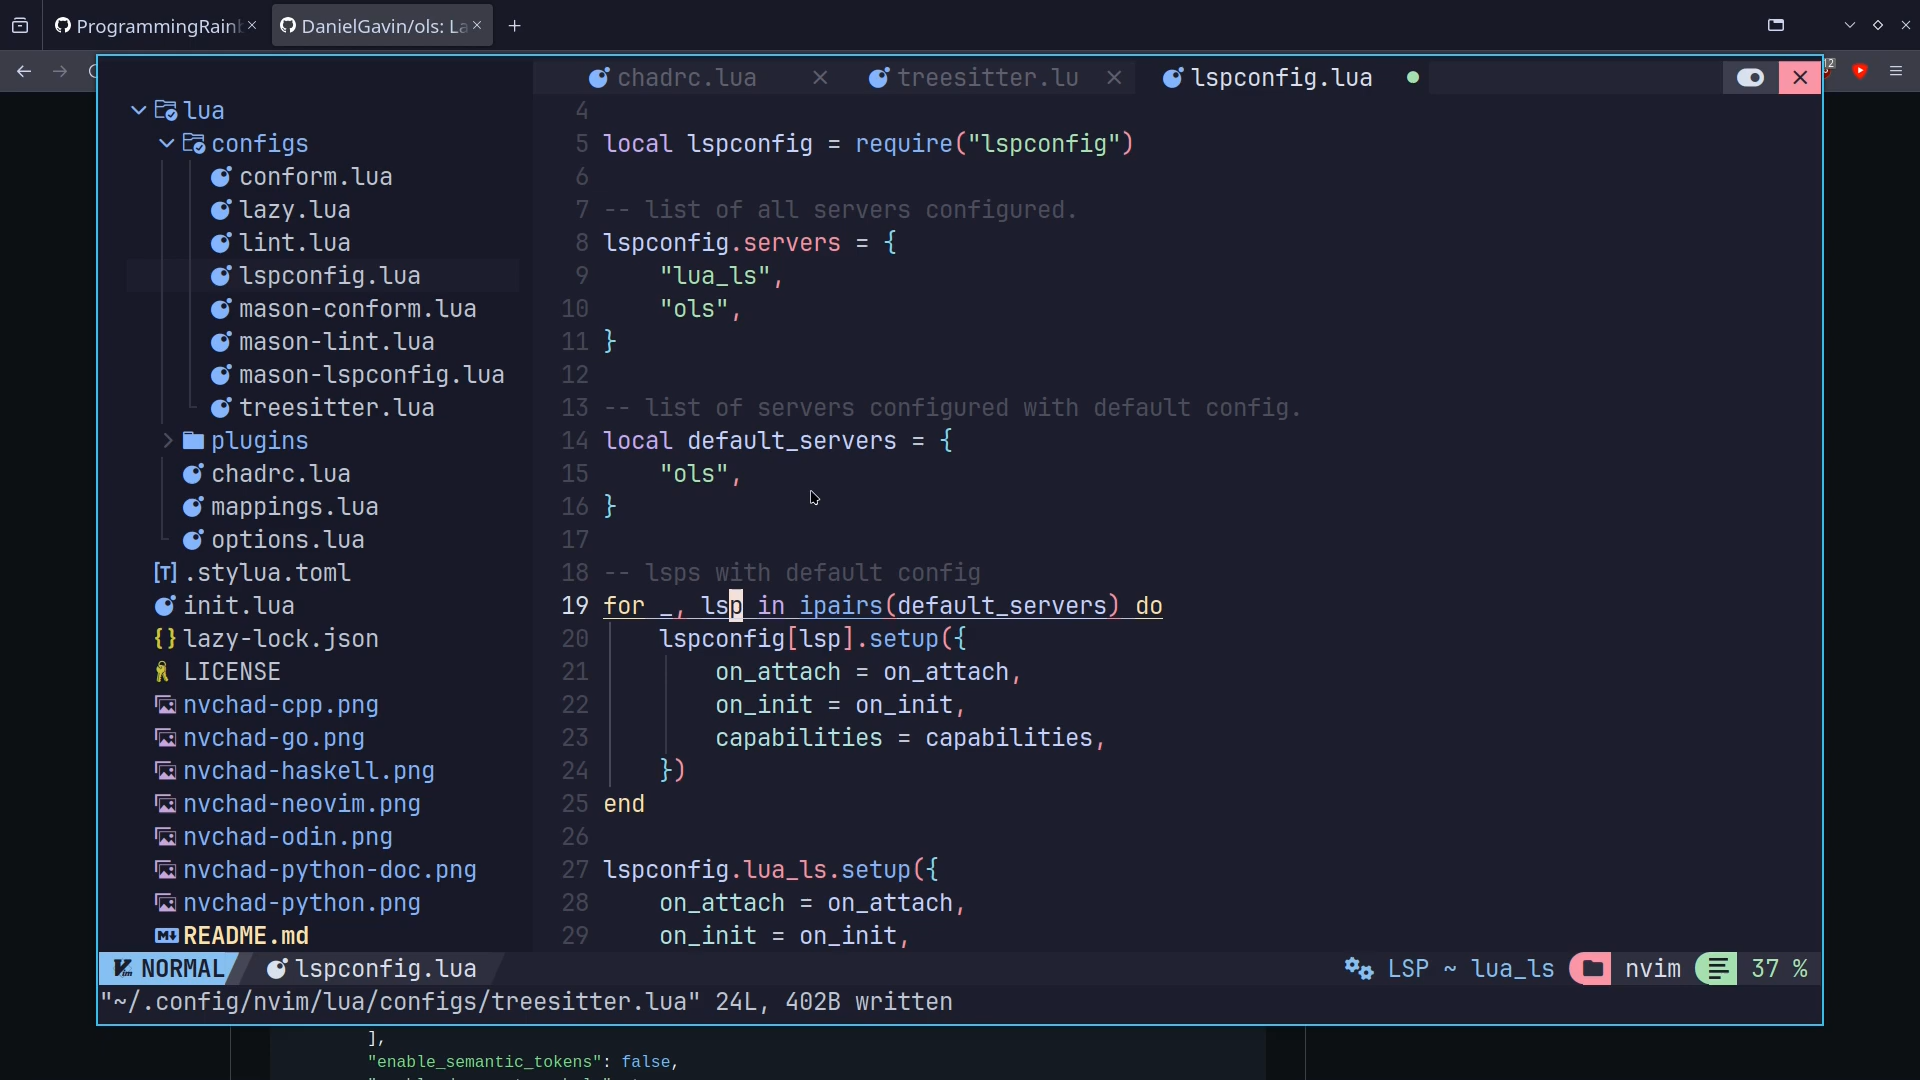 ProgrammingRainb
DanielGavin/ols: La
12
chadrc.lua
treesitter.lu
lspconfig.lua
lua
configs
conform.lua
lazy.lua
lint.lua
lspconfig.lua
mason-conform.lua
mason-lint.lua
mason-lspconfig.lua
treesitter.lua
plugins
chadrc.lua
mappings.lua
options.lua
[T] .stylua.toml
init.lua
{} lazy-lock.json
LICENSE
nvchad-cpp.png
nvchad-go.png
nvchad-haskell.png
nvchad-neovim.png
nvchad-odin.png
nvchad-python-doc.png
nvchad-python.png
README.md
4
5 local lspconfig = require("lspconfig")
6
7 -- list of all servers configured.
8 lspconfig.servers = {
9 "lua_ls",
10 "ols",
11 }
12
13 -- list of servers configured with default config.
14 local default_servers = {
15 "ols",
16 }
17
18 -- lsps with default config
19 for _, lsp in ipairs(default_servers) do
20 lspconfig[lsp].setup({
21 on_attach = on_attach,
22 on_init = on_init,
23 capabilities = capabilities,
24 })
25 end
26
27 lspconfig.lua_ls.setup({
28 on_attach = on_attach,
29 on_init = on_init,
NORMAL lspconfig.lua LSP ~ lua_ls nvim 37 %
"~/.config/nvim/lua/configs/treesitter.lua" 24L, 402B written
],
"enable_semantic_tokens": false,